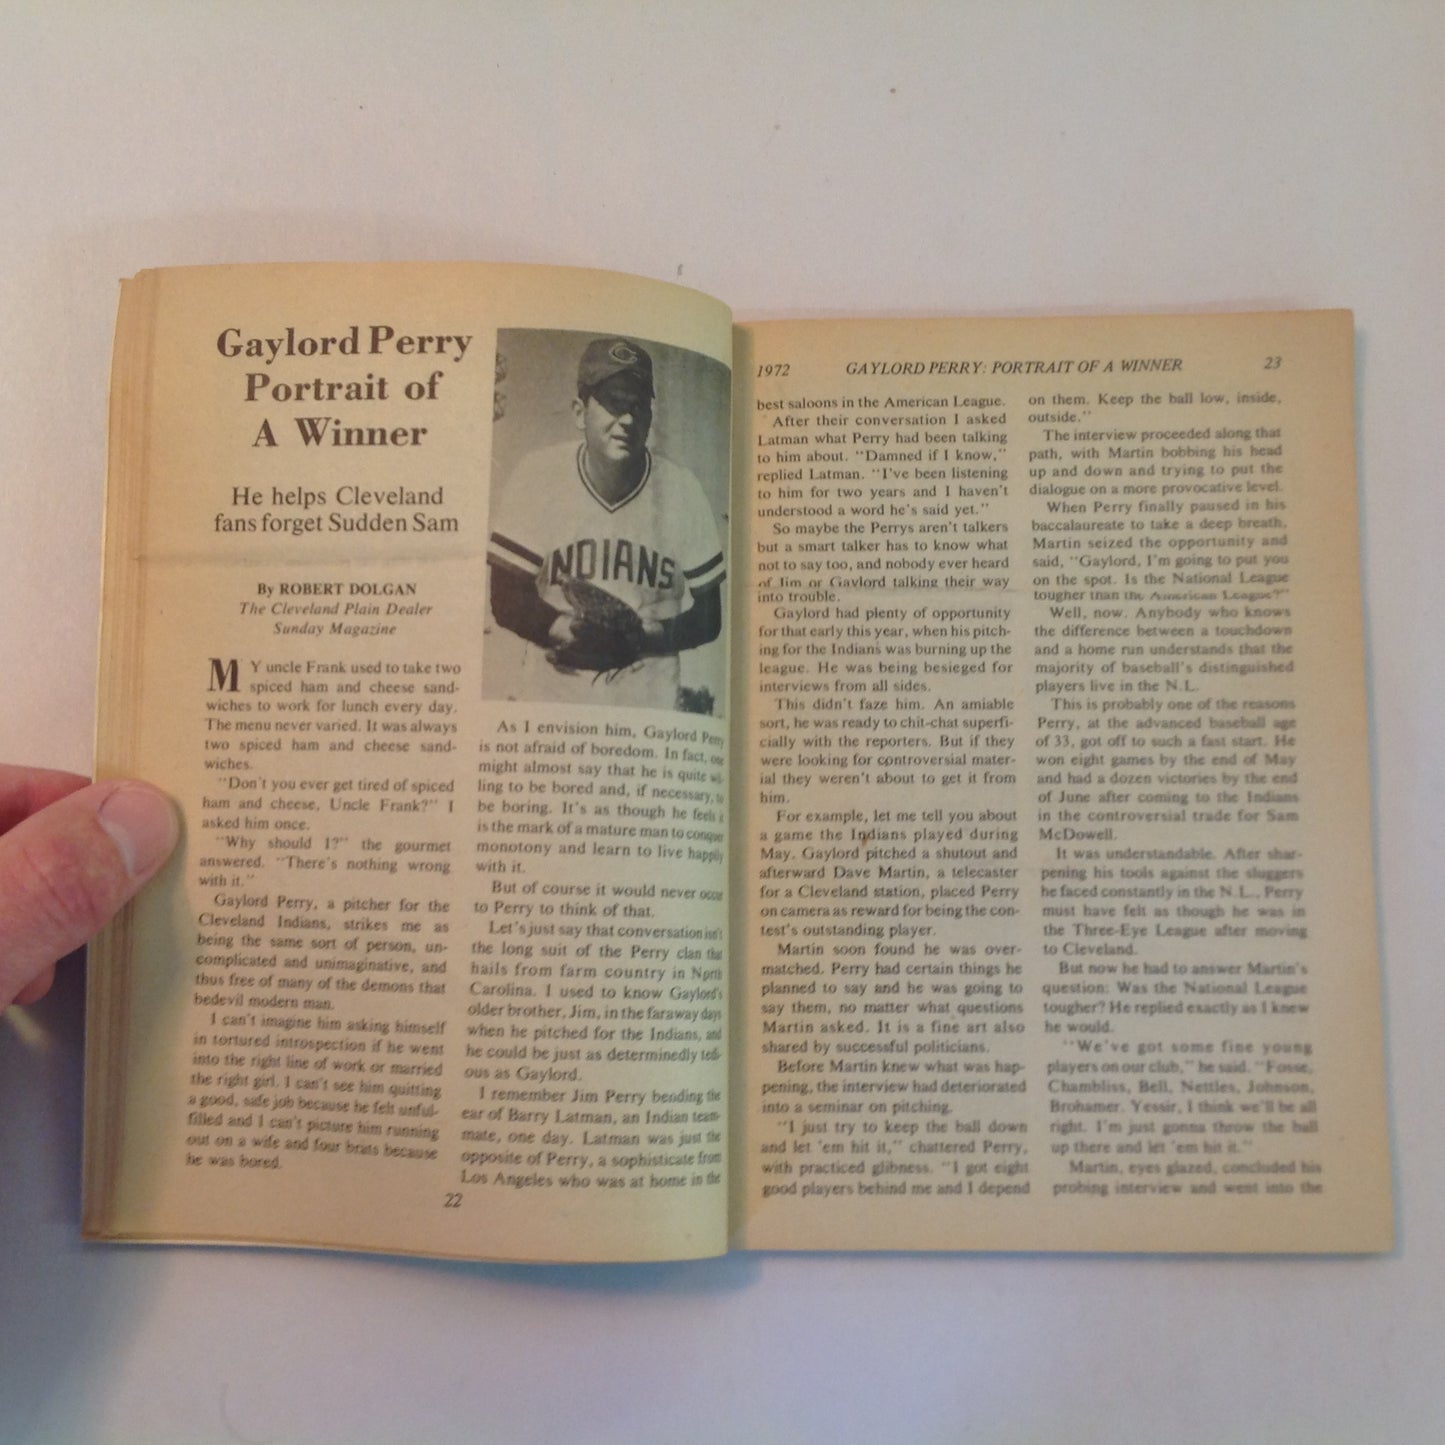 Gaylord Perry
Portrait of
A Winner
He helps Cleveland
fans forget Sudden Sam
By ROBERT DOLGAN
The Cleveland Plain Dealer
Sunday Magazine
MY uncle Frank used to take two
spiced ham and cheese sand-
wiches to work for lunch every day.
The menu never varied. It was always
two spiced ham and cheese sand-
wiches.
"Don't you ever get tired of spiced
ham and cheese, Uncle Frank?" I
asked him once.
"Why should I?" the gourmet
answered. "There's nothing wrong
with it."
Gaylord Perry, a pitcher for the
Cleveland Indians, strikes me as
being the same sort of person, un-
complicated and unimaginative, and
thus free of many of the demons that
bedevil modern man.
I can't imagine him asking himself
in tortured introspection if he went
into the right line of work or married
the right girl. I can't see him quitting
a good, safe job because he felt unful-
filled and I can't picture him running
out on a wife and four brats because
he was bored.
C
INDIANS
As I envision him, Gaylord Perry
is not afraid of boredom. In fact, one
might almost say that he is quite wil-
ling to be bored and, if necessary, to
be boring. It's as though he feels it
is the mark of a mature man to conquer
monotony and learn to live happily
with it.
But of course it would never occur
to Perry to think of that.
Let's just say that conversation isn't
the long suit of the Perry clan that
hails from farm country in North
Carolina. I used to know Gaylord's
older brother, Jim, in the faraway days
when he pitched for the Indians, and
he could be just as determinedly tedi-
ous as Gaylord.
I remember Jim Perry bending the
ear of Barry Latman, an Indian team-
mate, one day. Latman was just the
opposite of Perry, a sophisticate from
Los Angeles who was at home in the
22
1972 GAYLORD PERRY: PORTRAIT OF A WINNER 23
best saloons in the American League.
After their conversation I asked
Latman what Perry had been talking
to him about. "Damned if I know,"
replied Latman. "I've been listening
to him for two years and I haven't
understood a word he's said yet."
So maybe the Perrys aren't talkers
but a smart talker has to know what
not to say too, and nobody ever heard
of Jim or Gaylord talking their way
into trouble.
Gaylord had plenty of opportunity
for that early this year, when his pitch-
ing for the Indians was burning up the
league. He was being besieged for
interviews from all sides.
This didn't faze him. An amiable
sort, he was ready to chit-chat superfi-
cially with the reporters. But if they
were looking for controversial mater-
ial they weren't about to get it from
him.
For example, let me tell you about
a game the Indians played during
May. Gaylord pitched a shutout and
afterward Dave Martin, a telecaster
for a Cleveland station, placed Perry
on camera as reward for being the con-
test's outstanding player.
Martin soon found he was over-
matched. Perry had certain things he
planned to say and he was going to
say them, no matter what questions
Martin asked. It is a fine art also
shared by successful politicians.
Before Martin knew what was hap-
pening, the interview had deteriorated
into a seminar on pitching.
"I just try to keep the ball down
and let 'em hit it," chattered Perry,
with practiced glibness. "I got eight
good players behind me and I depend
on them. Keep the ball low, inside,
outside."
The interview proceeded along that
path, with Martin bobbing his head
up and down and trying to put the
dialogue on a more provocative level.
When Perry finally paused in his
baccalaureate to take a deep breath,
Martin seized the opportunity and
said, "Gaylord, I'm going to put you
on the spot. Is the National League
tougher than the American League?"
Well, now. Anybody who knows
the difference between a touchdown
and a home run understands that the
majority of baseball's distinguished
players live in the N.L.
This is probably one of the reasons
Perry, at the advanced baseball age
of 33, got off to such a fast start. He
won eight games by the end of May
and had a dozen victories by the end
of June after coming to the Indians
in the controversial trade for Sam
McDowell.
It was understandable. After shar-
pening his tools against the sluggers
he faced constantly in the N.L., Perry
must have felt as though he was in
the Three-Eye League after moving
to Cleveland.
But now he had to answer Martin's
question: Was the National League
tougher? He replied exactly as I knew
he would.
"We've got some fine young
players on our club," he said. "Fosse,
Chambliss, Bell, Nettles, Johnson,
Brohamer. Yessir, I think we'll be all
right. I'm just gonna throw the ball
up there and let 'em hit it."
Martin, eyes glazed, concluded his
probing interview and went into the